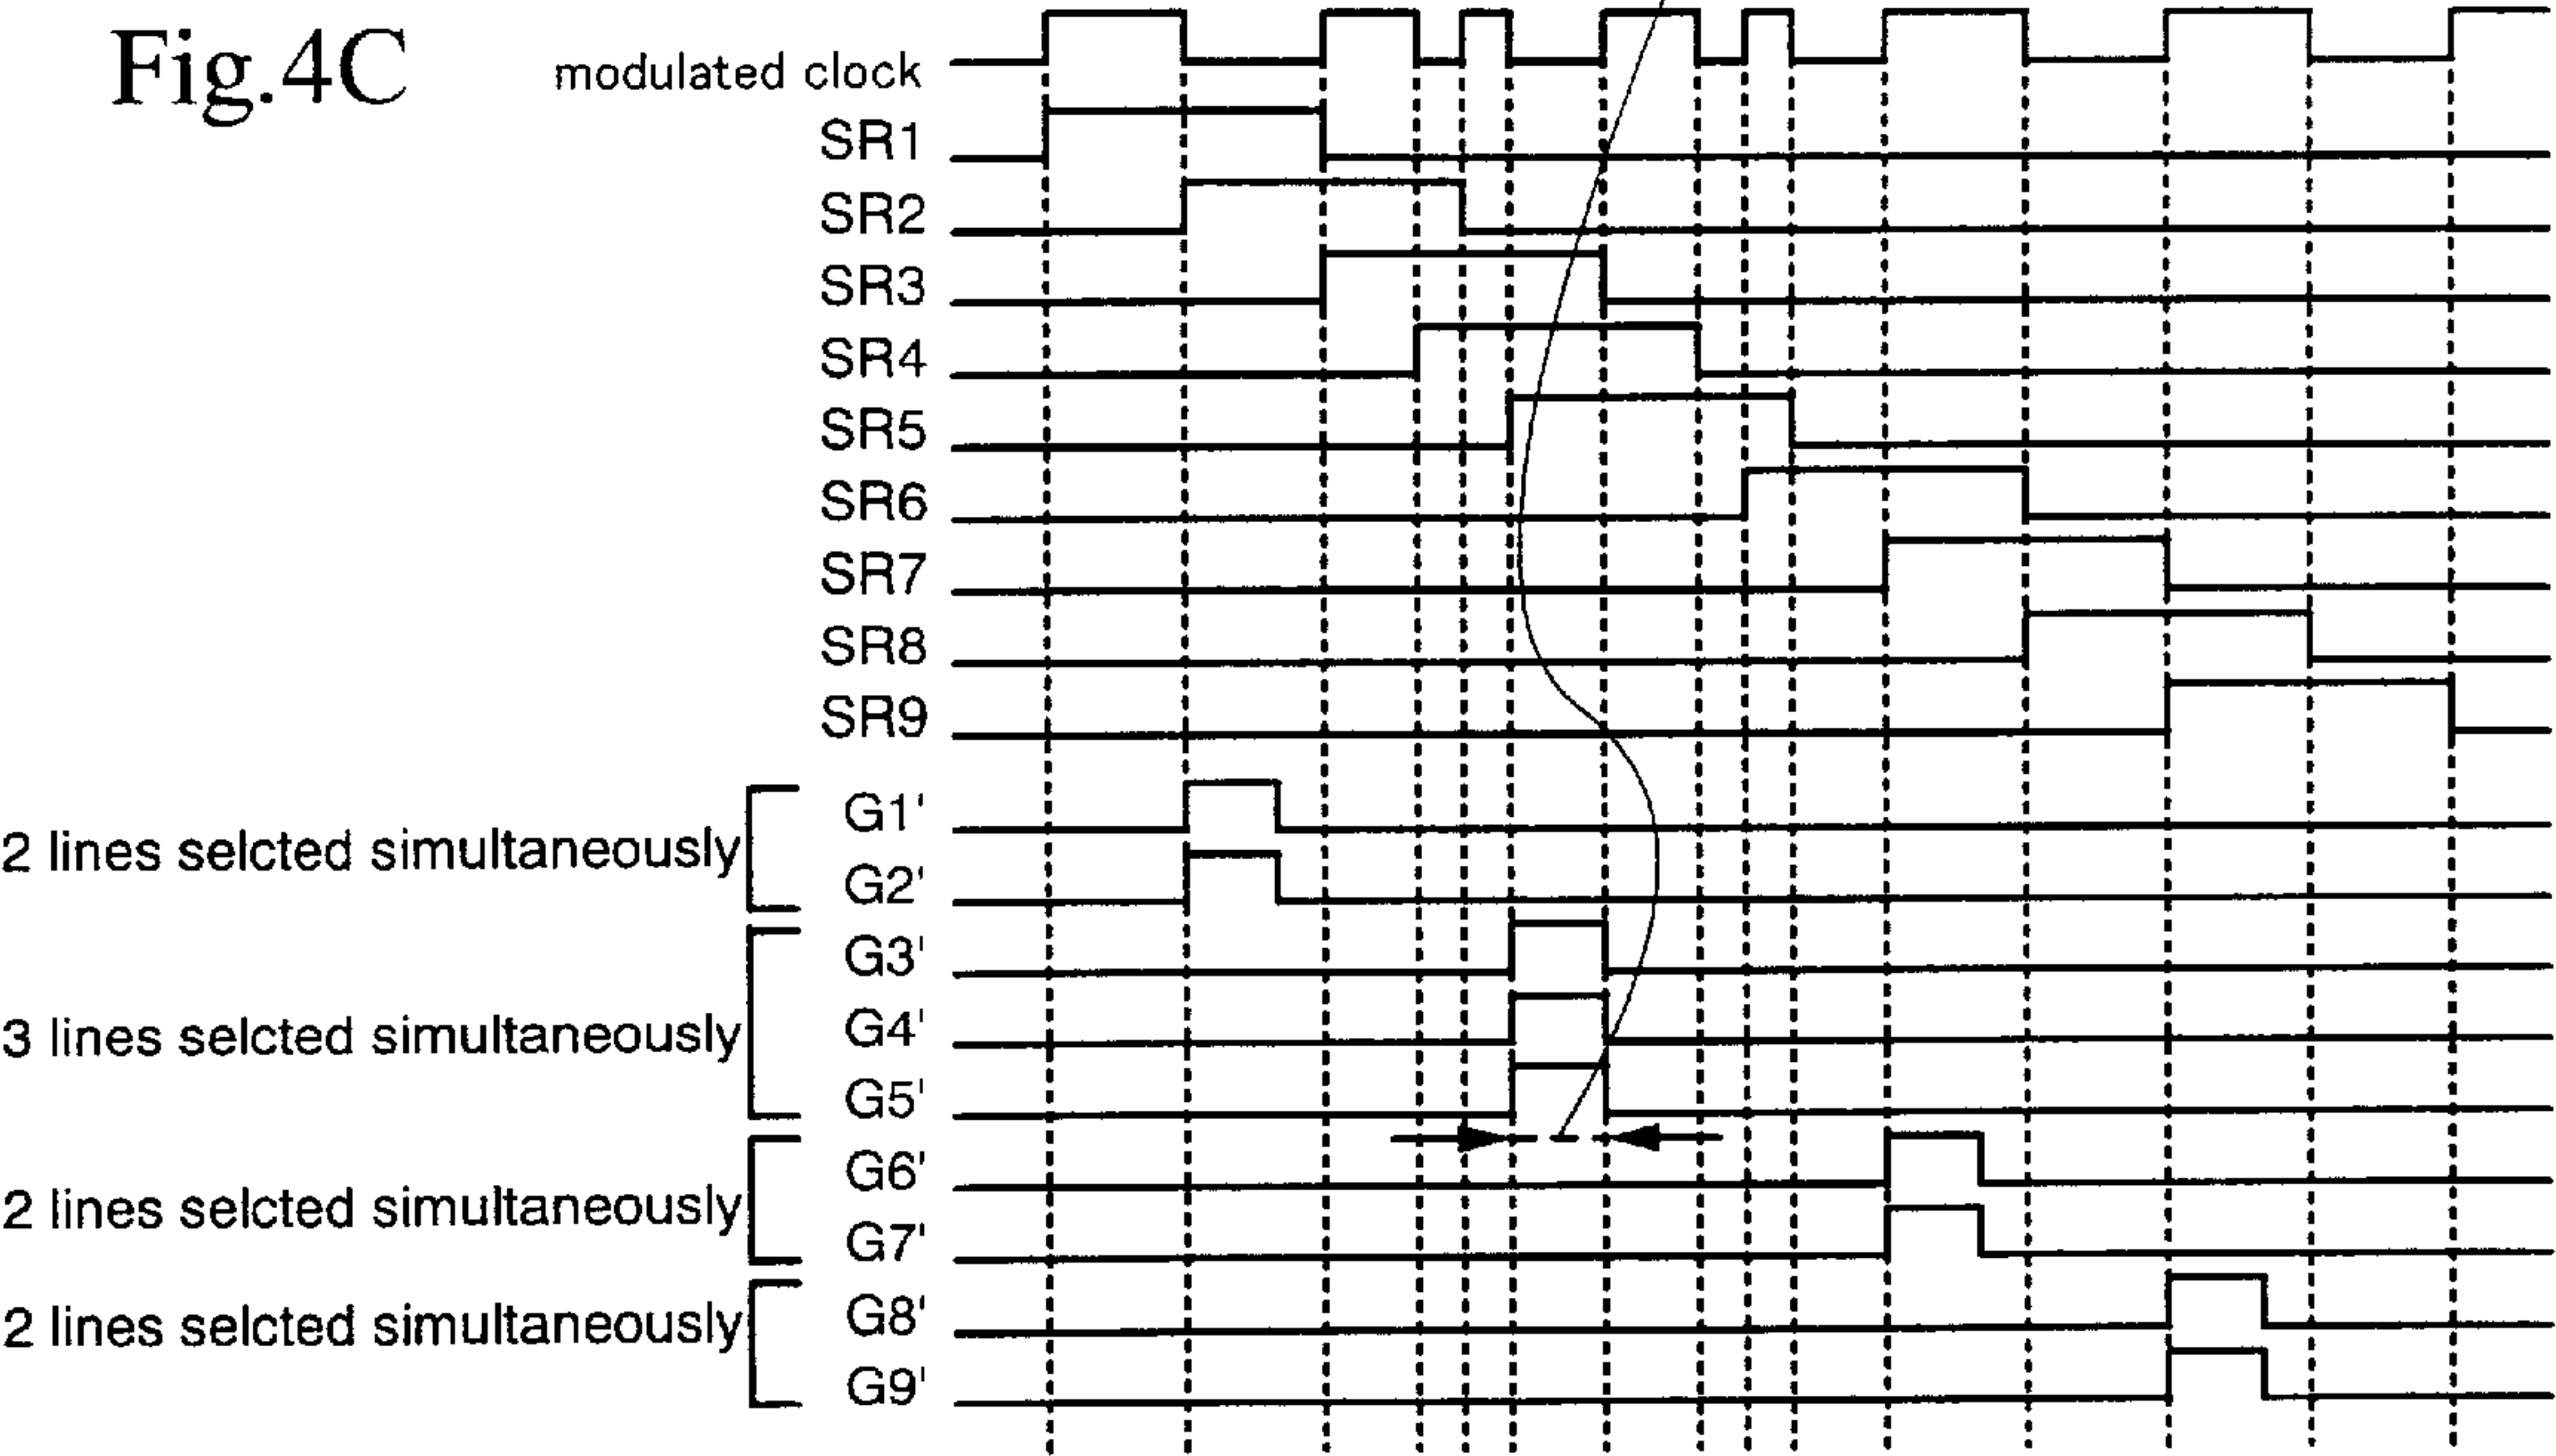 Fig.4C
modulated clock
SR1
SR2
SR3
SR4
SR5
SR6
SR7
SR8
SR9
2 lines selcted simultaneously
G1'
G2'
3 lines selcted simultaneously
G3'
G4'
G5'
2 lines selcted simultaneously
G6'
G7'
2 lines selcted simultaneously
G8'
G9'